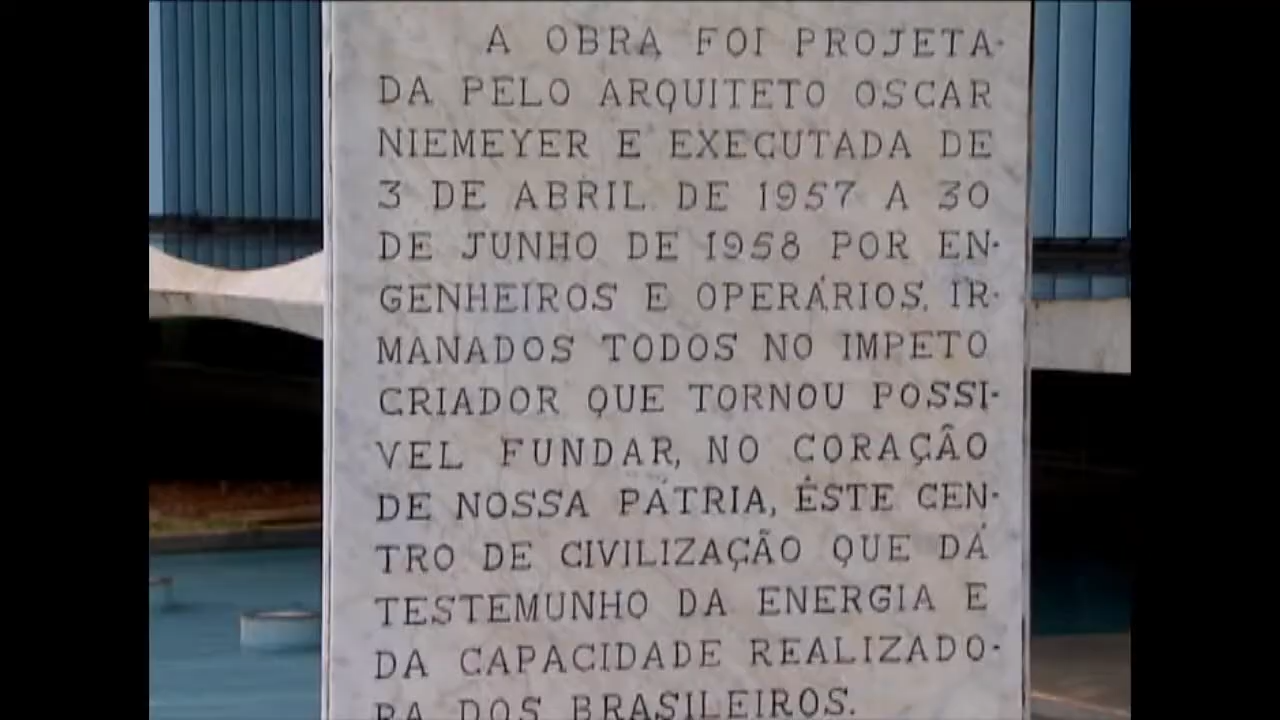 A OBRA FOI PROJETA-
DA PELO ARQUITETO OSCAR
NIEMEYER E EXECUTADA DE
3 DE ABRIL DE 1957 A 30
DE JUNHO DE 1958 POR EN-
GENHEIROS E OPERÁRIOS, IR-
MANADOS TODOS NO IMPETO
CRIADOR QUE TORNOU POSSI-
VEL FUNDAR, NO CORAÇÃO
DE NOSSA PÁTRIA, ÊSTE CEN-
TRO DE CIVILIZAÇÃO QUE DÁ
TESTEMUNHO DA ENERGIA E
DA CAPACIDADE REALIZADO-
RA DOS BRASILEIROS.